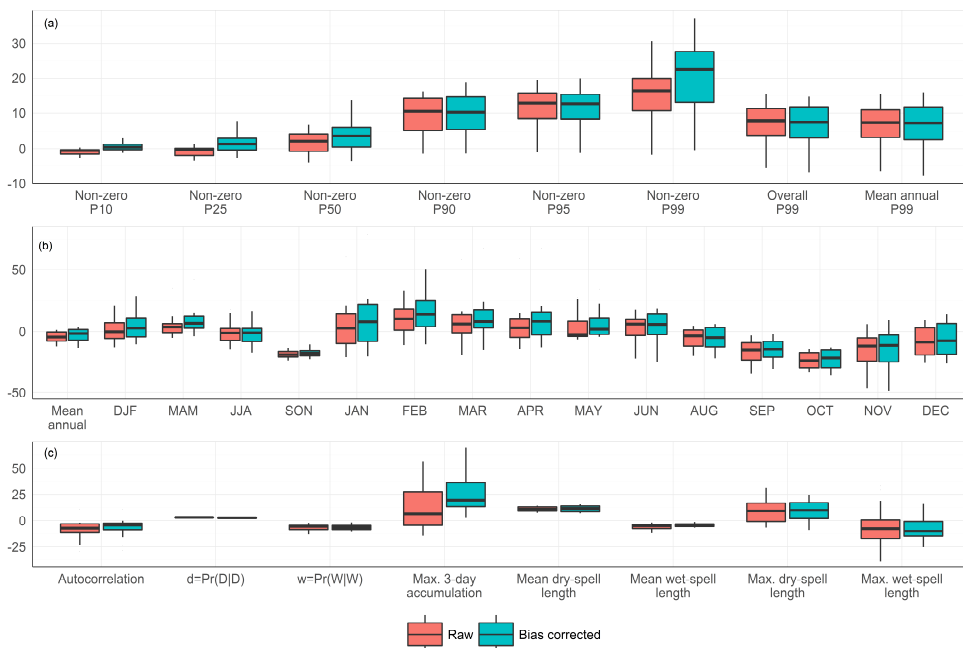 (a)
30
20
10
0
-10
Non-zero P10
Non-zero P25
Non-zero P50
Non-zero P90
Non-zero P95
Non-zero P99
Overall P99
Mean annual P99
(b)
50
0
-50
Mean annual
DJF
MAM
JJA
SON
JAN
FEB
MAR
APR
MAY
JUN
AUG
SEP
OCT
NOV
DEC
(c)
50
25
0
-25
Autocorrelation
d=Pr(D|D)
w=Pr(W|W)
Max. 3 day accumulation
Mean dry-spell length
Mean wet-spell length
Max. dry-spell length
Max. wet-spell length
Raw
Bias corrected